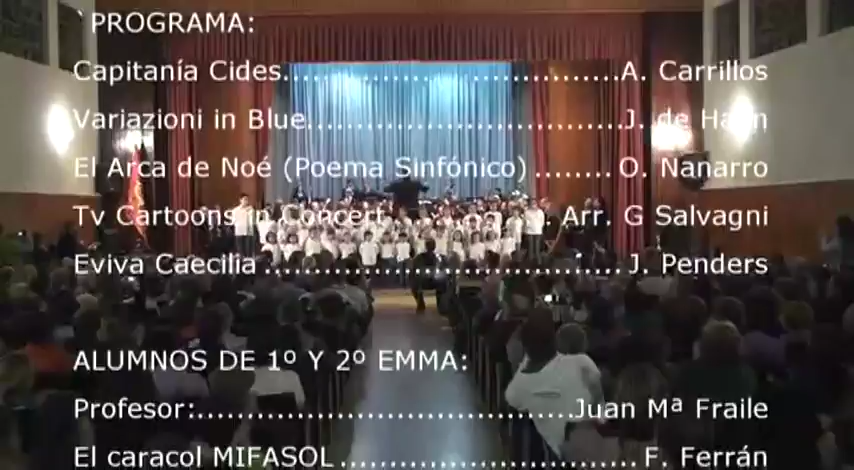 `PROGRAMA:
Capitanía Cides..............................A. Carrillos
Variazioni in Blue............................J. de Haan
El Arca de Noé (Poema Sinfónico)........O. Nanarro
Tv Cartoons in Concert.................. Arr. G Salvagni
Eviva Caecilia..................................J. Penders
ALUMNOS DE 1º Y 2º EMMA:
Profesor:...................................Juan Mª Fraile
El caracol MIFASOL...........................F. Ferrán